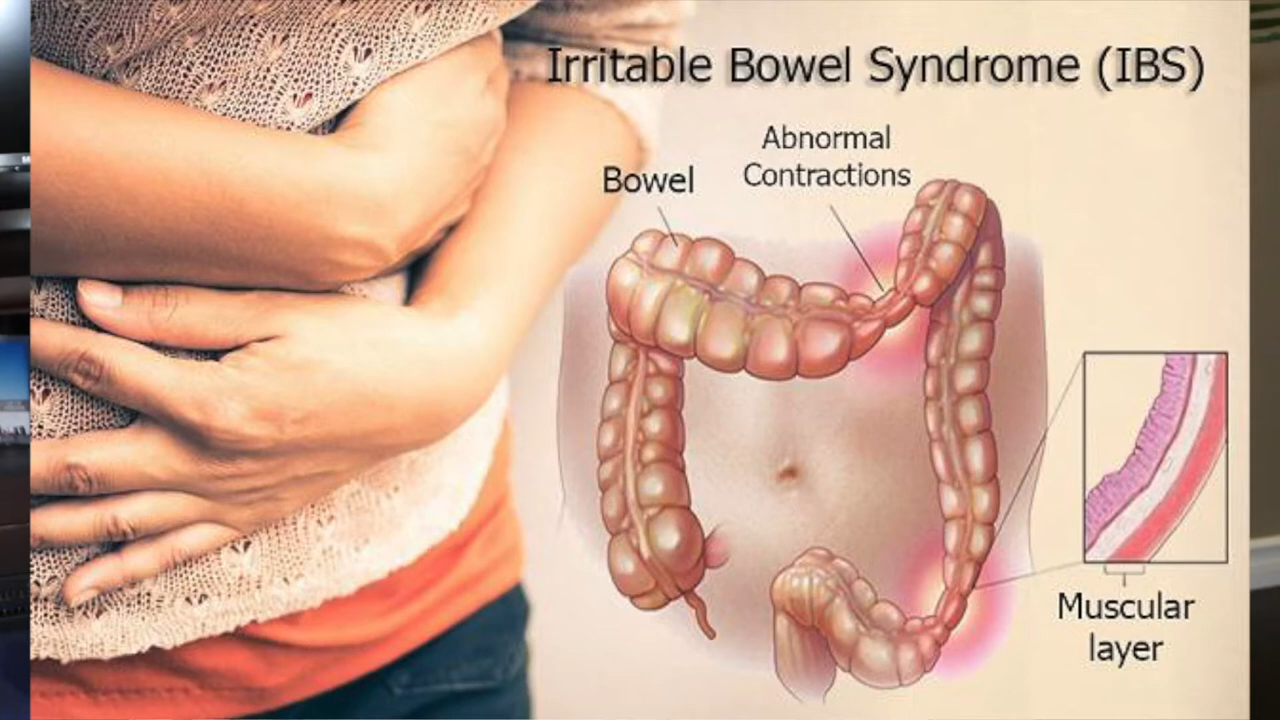 Irritable Bowel Syndrome (IBS)
Abnormal
Contractions
Bowel
Muscular
layer